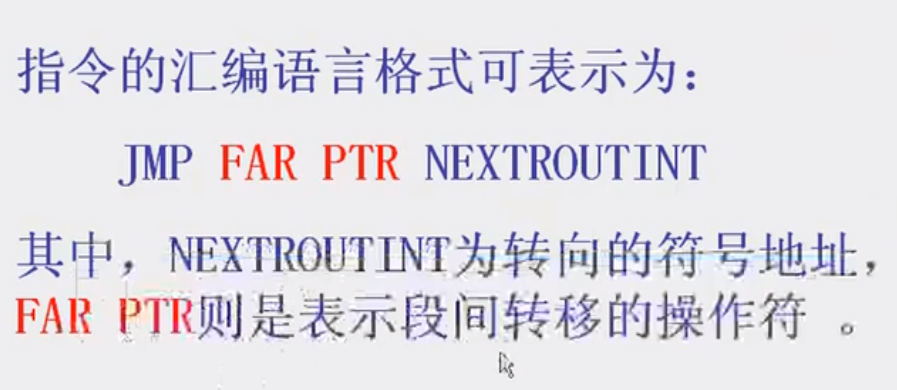 指令的汇编语言格式可表示为：
JMP FAR PTR NEXTROUTINT
其中，NEXTROUTINT为转向的符号地址，
FAR PTR则是表示段间转移的操作符 。